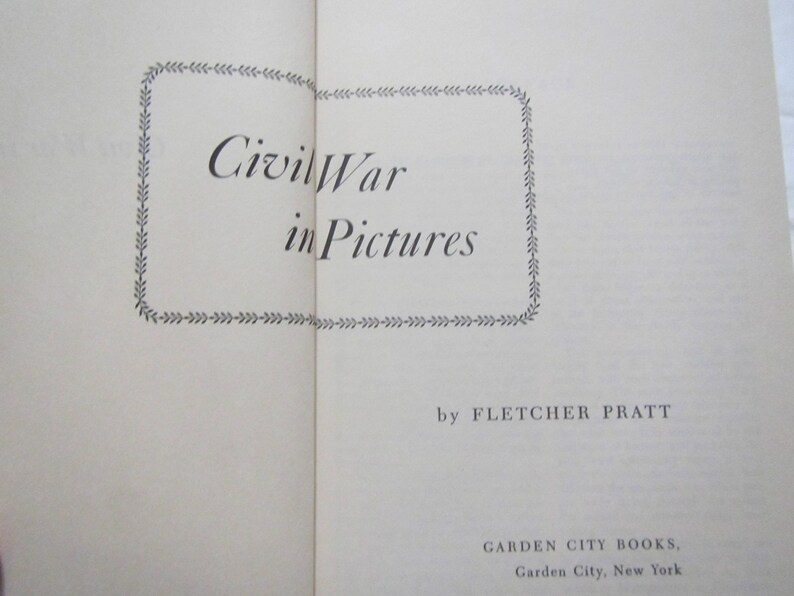 Civil War
in Pictures
by FLETCHER PRATT
GARDEN CITY BOOKS,
Garden City, New York